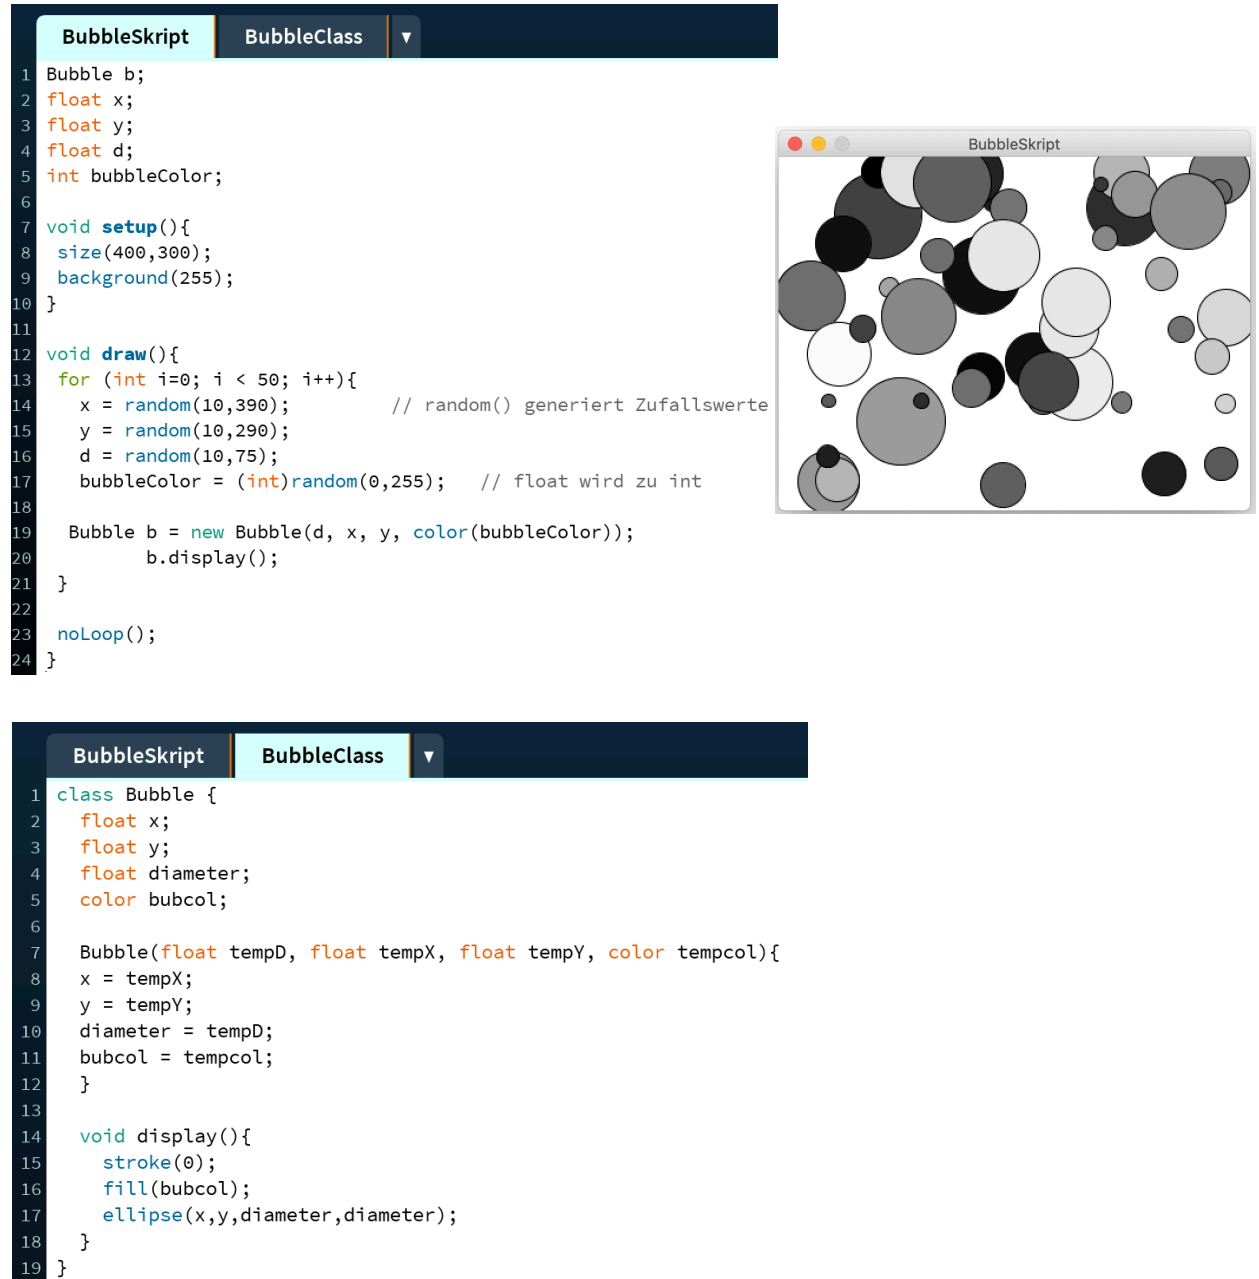 BubbleSkript BubbleClass ▼
1 Bubble b;
2 float x;
3 float y;
4 float d;
5 int bubbleColor;
6
7 void setup(){
8  size(400,300);
9  background(255);
10 }
11
12 void draw(){
13  for (int i=0; i < 50; i++){
14    x = random(10,390);         // random() generiert Zufallswerte
15    y = random(10,290);
16    d = random(10,75);
17    bubbleColor = (int)random(0,255);   // float wird zu int
18
19   Bubble b = new Bubble(d, x, y, color(bubbleColor));
20          b.display();
21  }
22
23  noLoop();
24 }
BubbleSkript
BubbleSkript BubbleClass ▼
1 class Bubble {
2   float x;
3   float y;
4   float diameter;
5   color bubcol;
6
7   Bubble(float tempD, float tempX, float tempY, color tempcol){
8   x = tempX;
9   y = tempY;
10   diameter = tempD;
11   bubcol = tempcol;
12   }
13
14   void display(){
15     stroke(0);
16     fill(bubcol);
17     ellipse(x,y,diameter,diameter);
18   }
19 }